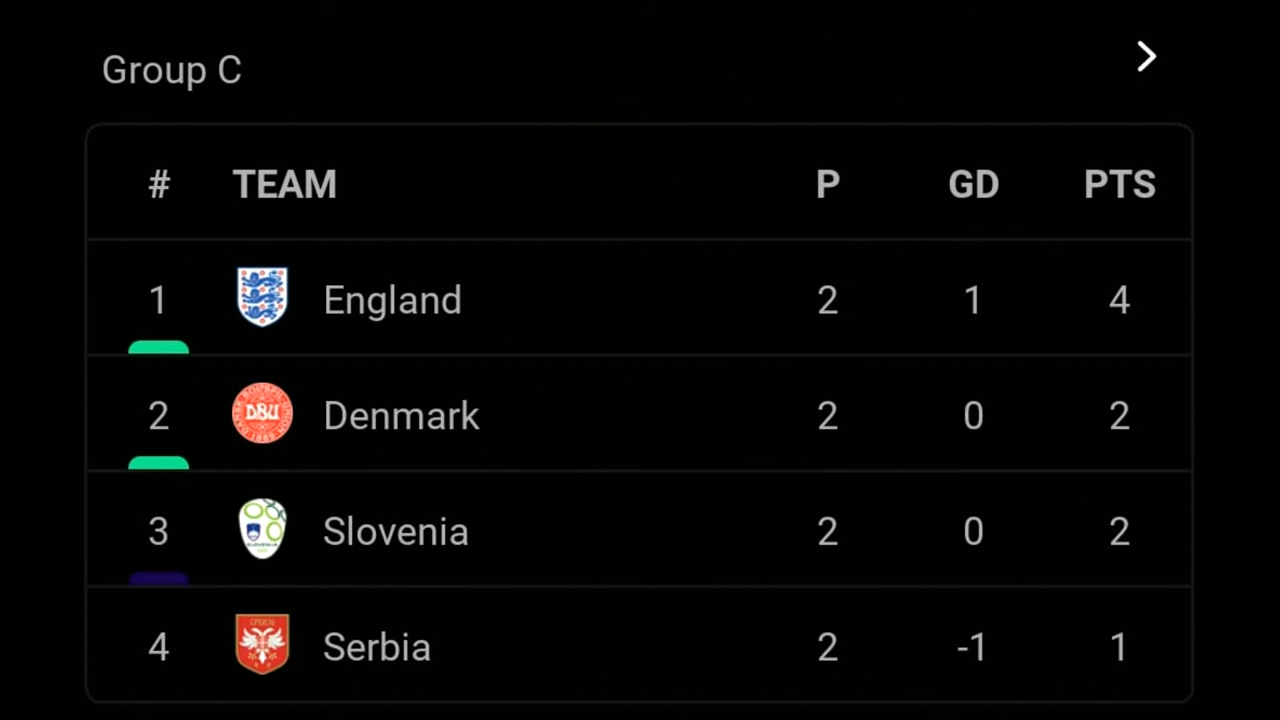 Group C
# TEAM P GD PTS
1 England 2 1 4
2 DBU Denmark 2 0 2
3 Slovenia 2 0 2
4 Serbia 2 -1 1